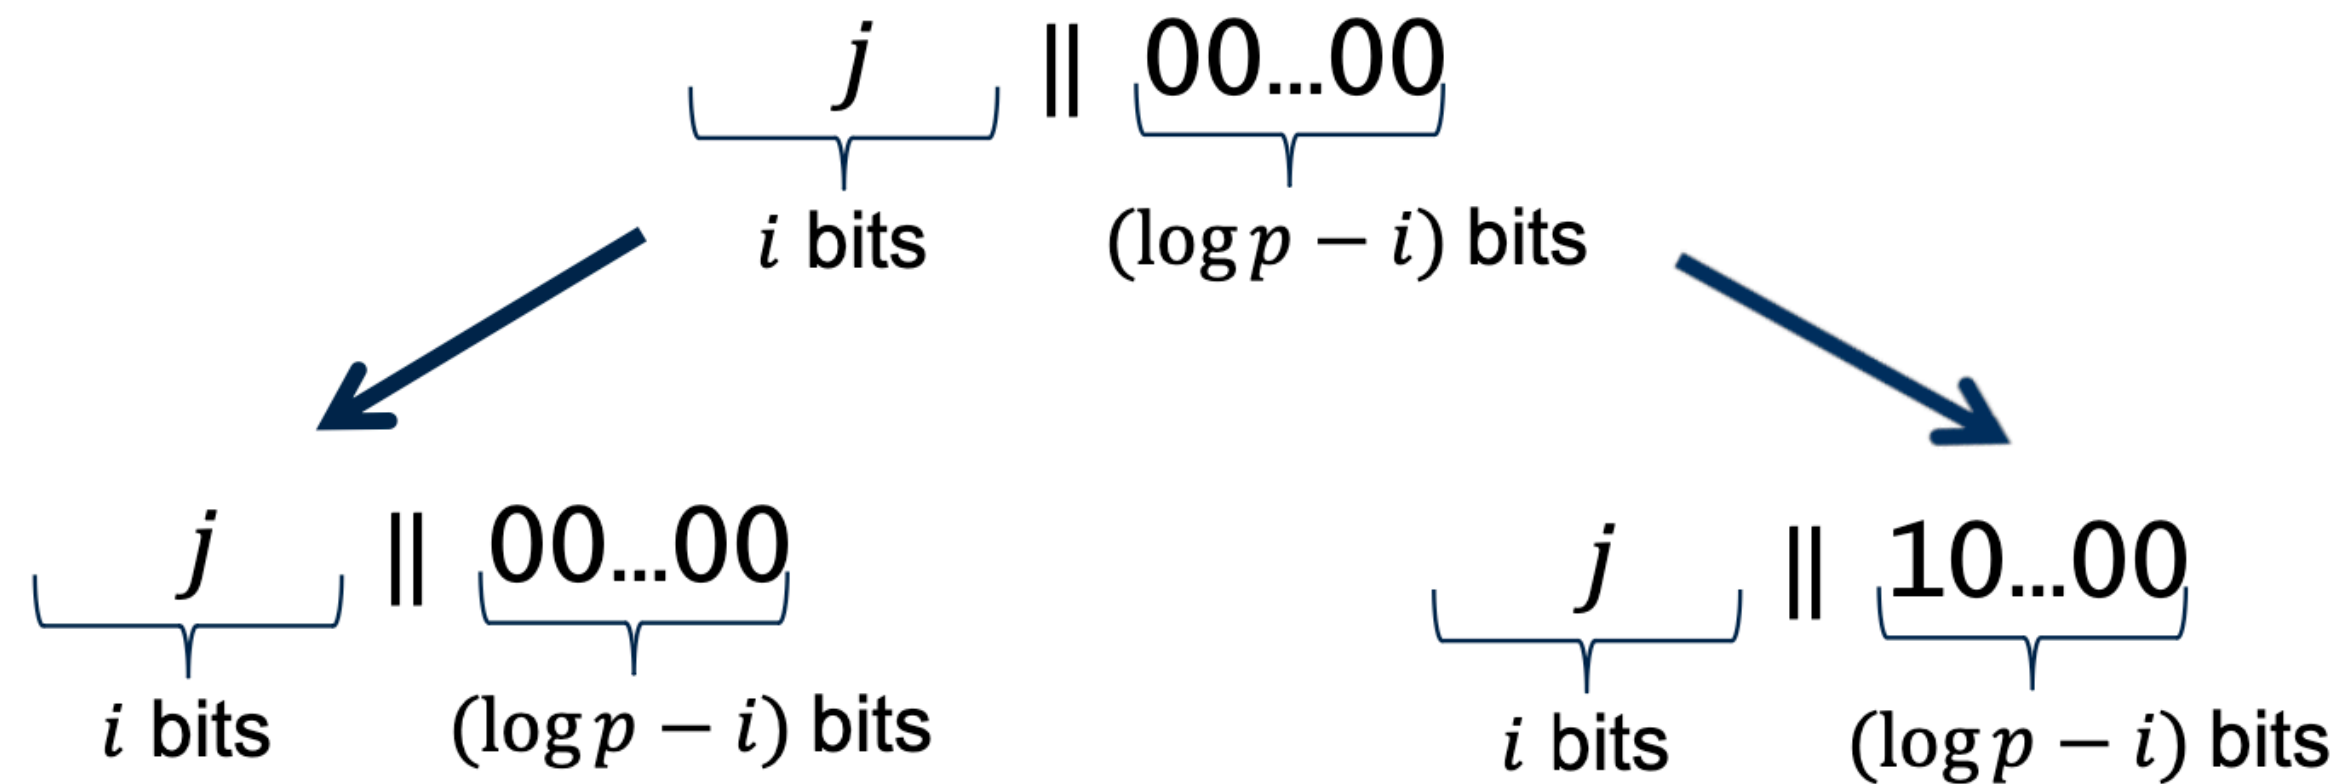 j || 00...00
i bits (log p − i) bits
j || 00...00 j || 10...00
i bits (log p − i) bits i bits (log p − i) bits